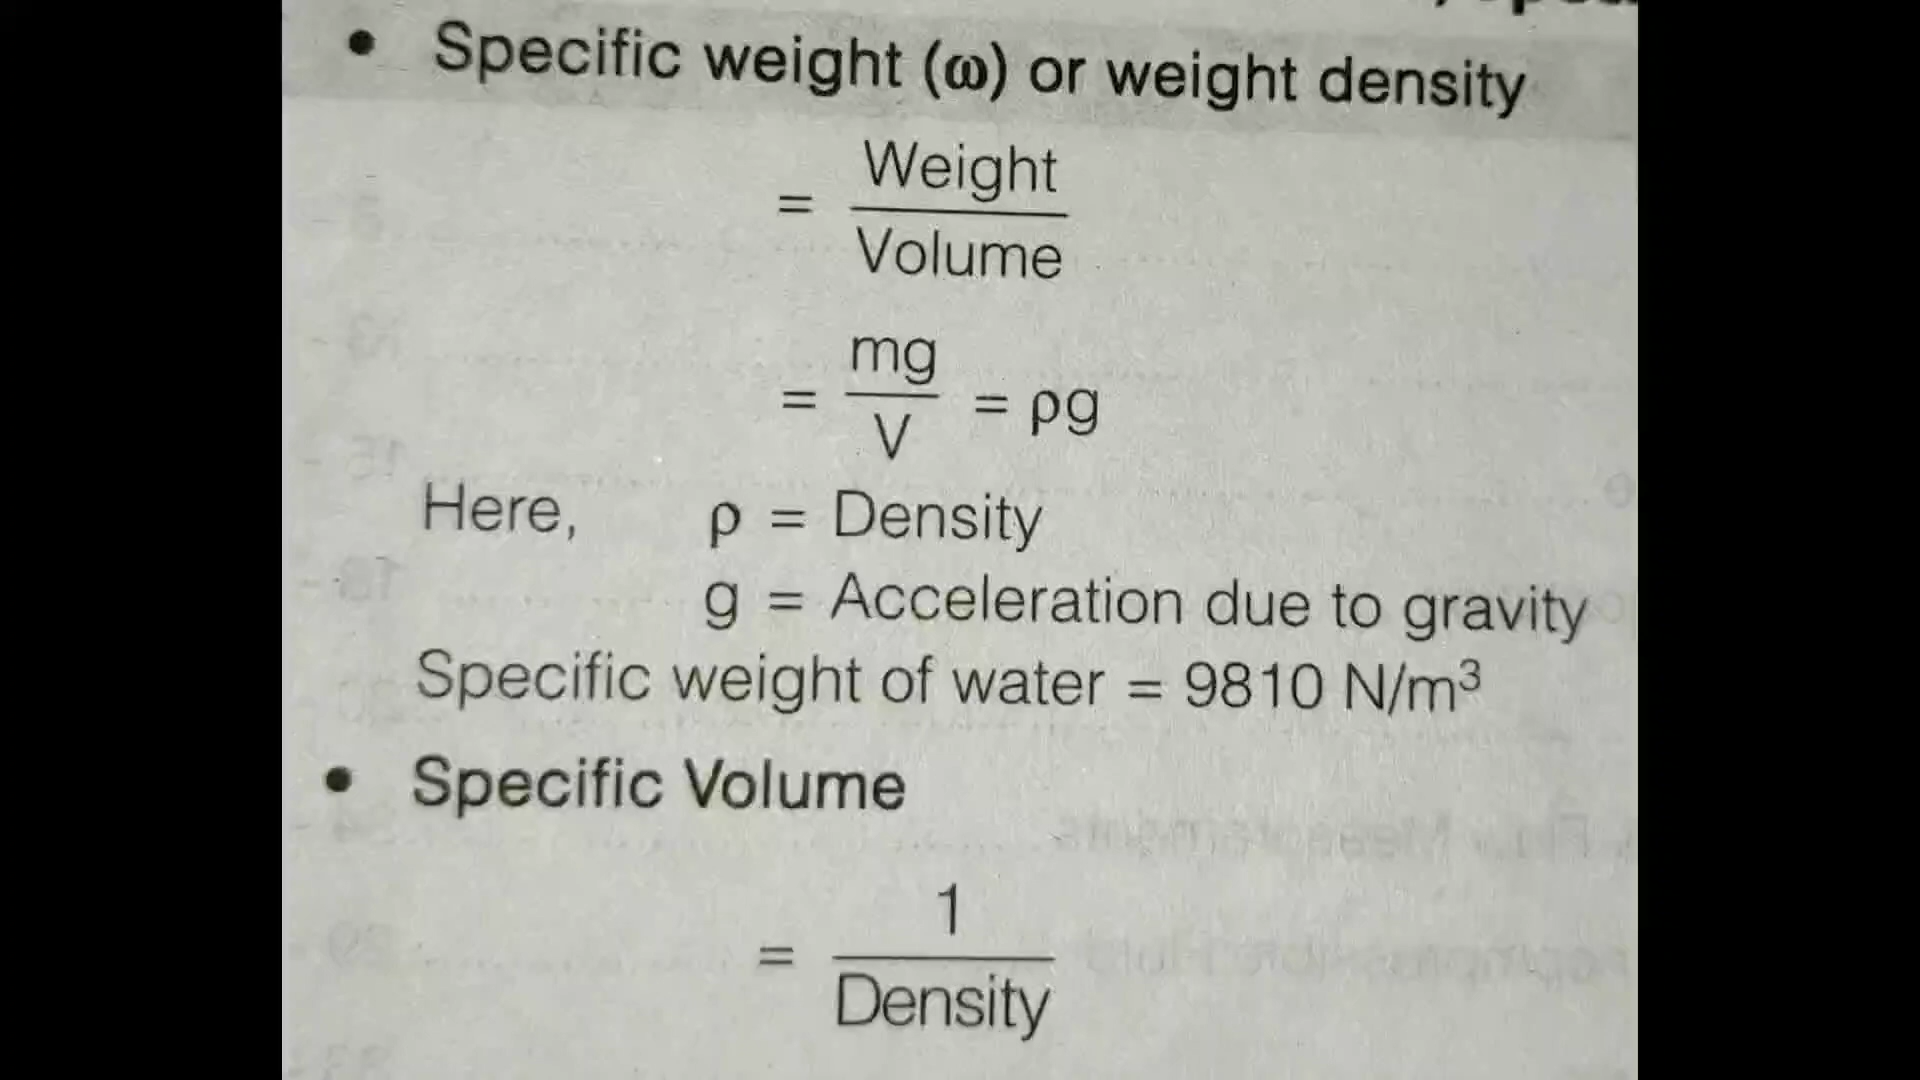 • Specific weight (ω) or weight density
= Weight / Volume
= mg / V = ρg
Here, ρ = Density
g = Acceleration due to gravity
Specific weight of water = 9810 N/m³
• Specific Volume
= 1 / Density